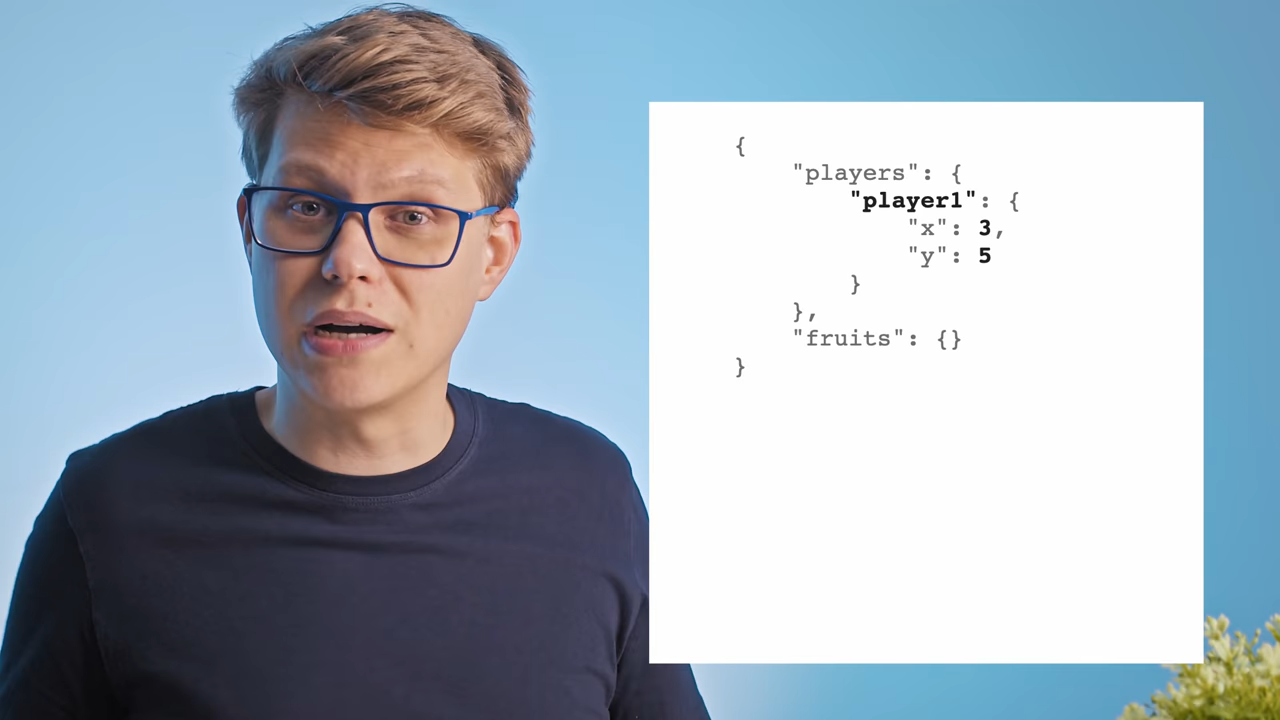 {
"players": {
"player1": {
"x": 3,
"y": 5
}
},
"fruits": {}
}